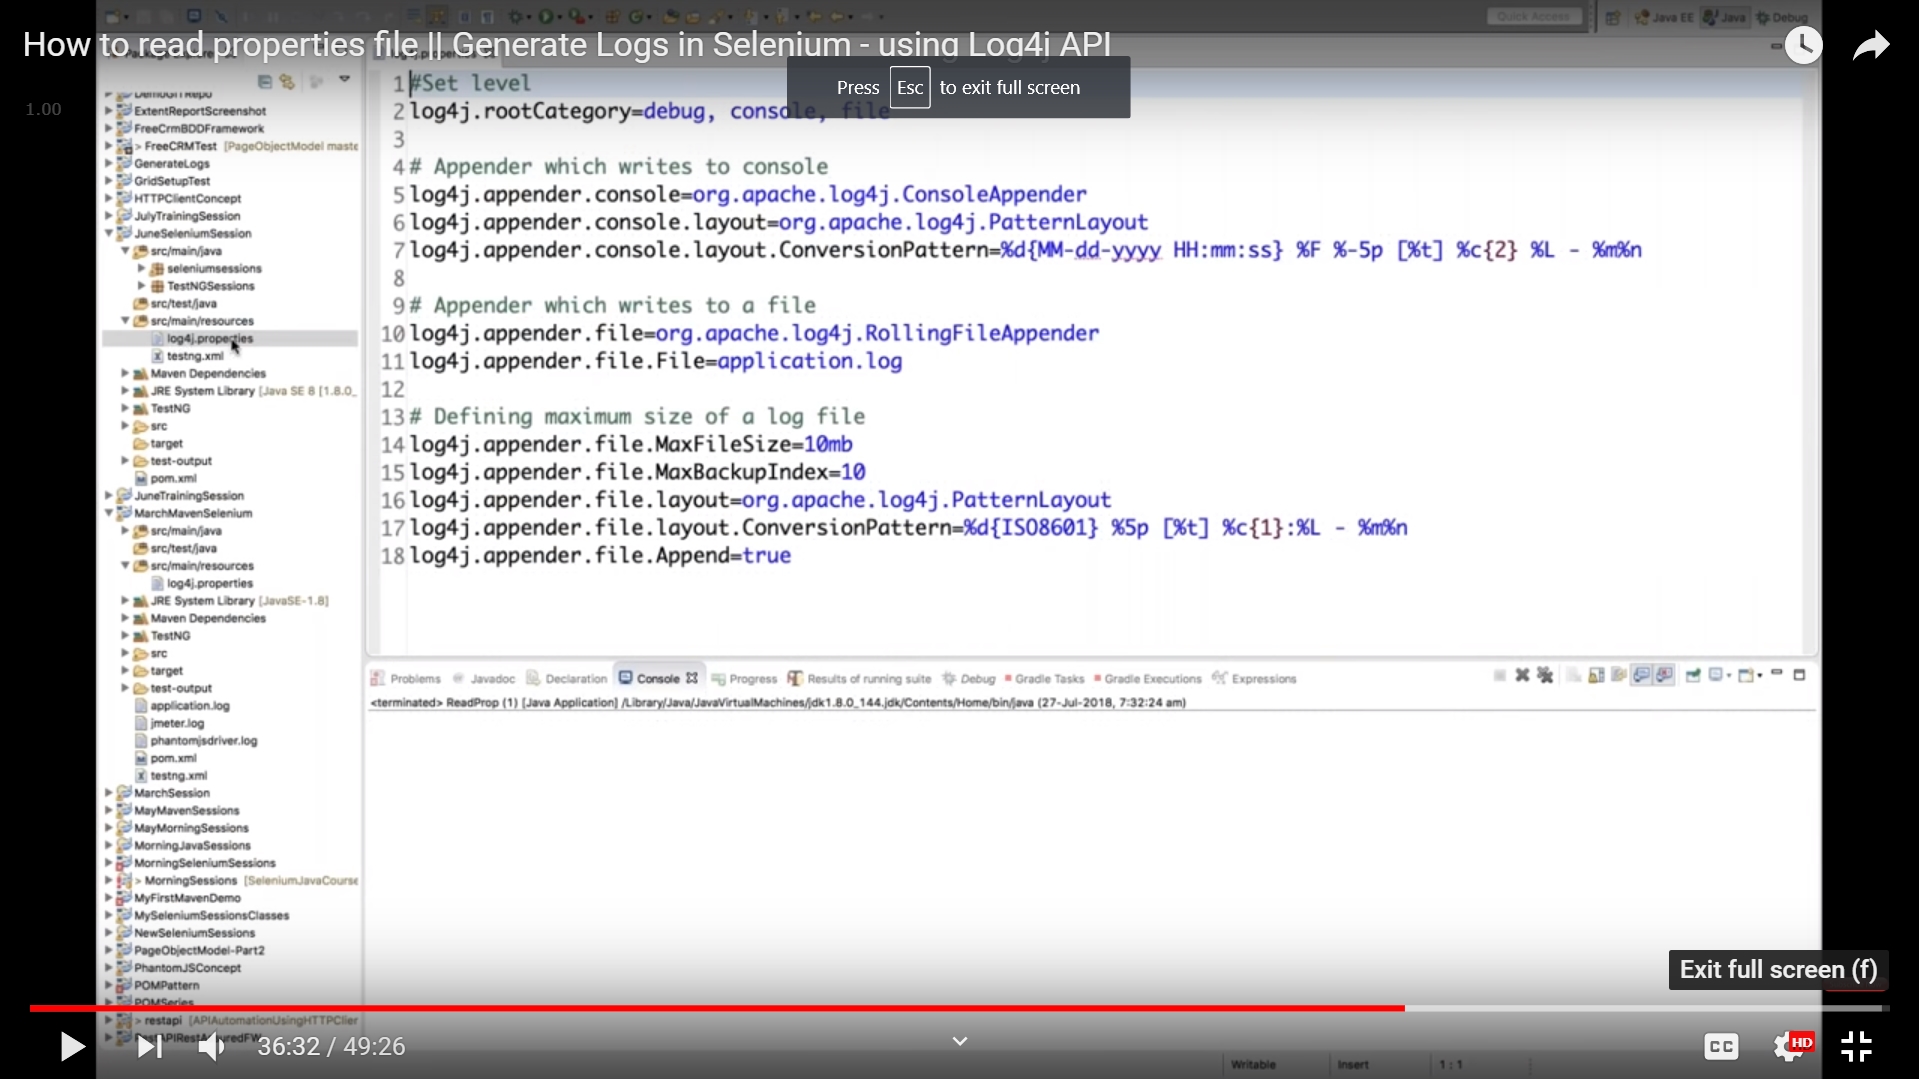 Quick Access
Java EE
Java
Debug
How to read properties file || Generate Logs in Selenium - using Log4j API
Press Esc to exit full screen
1.00
DemoGITRepo
ExtentReportScreenshot
FreeCrmBDDFramework
> FreeCRMTest [PageObjectModel maste
GenerateLogs
GridSetupTest
HTTPClientConcept
JulyTrainingSession
JuneSeleniumSession
src/main/java
seleniumsessions
TestNGSessions
src/test/java
src/main/resources
log4j.properties
testng.xml
Maven Dependencies
JRE System Library [Java SE 8 [1.8.0_
TestNG
src
target
test-output
pom.xml
JuneTrainingSession
MarchMavenSelenium
src/main/java
src/test/java
src/main/resources
log4j.properties
JRE System Library [JavaSE-1.8]
Maven Dependencies
TestNG
src
target
test-output
application.log
jmeter.log
phantomjsdriver.log
pom.xml
testng.xml
MarchSession
MayMavenSessions
MayMorningSessions
MorningJavaSessions
MorningSeleniumSessions
> MorningSessions [SeleniumJavaCourse
MyFirstMavenDemo
MySeleniumSessionsClasses
NewSeleniumSessions
PageObjectModel-Part2
PhantomJSConcept
POMPattern
POMSeries
> restapi [APIAutomationUsingHTTPClier
1 #Set level
2 log4j.rootCategory=debug, console, file
3
4 # Appender which writes to console
5 log4j.appender.console=org.apache.log4j.ConsoleAppender
6 log4j.appender.console.layout=org.apache.log4j.PatternLayout
7 log4j.appender.console.layout.ConversionPattern=%d{MM-dd-yyyy HH:mm:ss} %F %-5p [%t] %c{2} %L - %m%n
8
9 # Appender which writes to a file
10 log4j.appender.file=org.apache.log4j.RollingFileAppender
11 log4j.appender.file.File=application.log
12
13 # Defining maximum size of a log file
14 log4j.appender.file.MaxFileSize=10mb
15 log4j.appender.file.MaxBackupIndex=10
16 log4j.appender.file.layout=org.apache.log4j.PatternLayout
17 log4j.appender.file.layout.ConversionPattern=%d{ISO8601} %5p [%t] %c{1}:%L - %m%n
18 log4j.appender.file.Append=true
Problems Javadoc Declaration Console Progress Results of running suite Debug Gradle Tasks Gradle Executions Expressions
<terminated> ReadProp (1) [Java Application] /Library/Java/JavaVirtualMachines/jdk1.8.0_144.jdk/Contents/Home/bin/java (27-Jul-2018, 7:32:24 am)
Exit full screen (f)
36:32 / 49:26
CC
HD
Writable
Insert
1 : 1